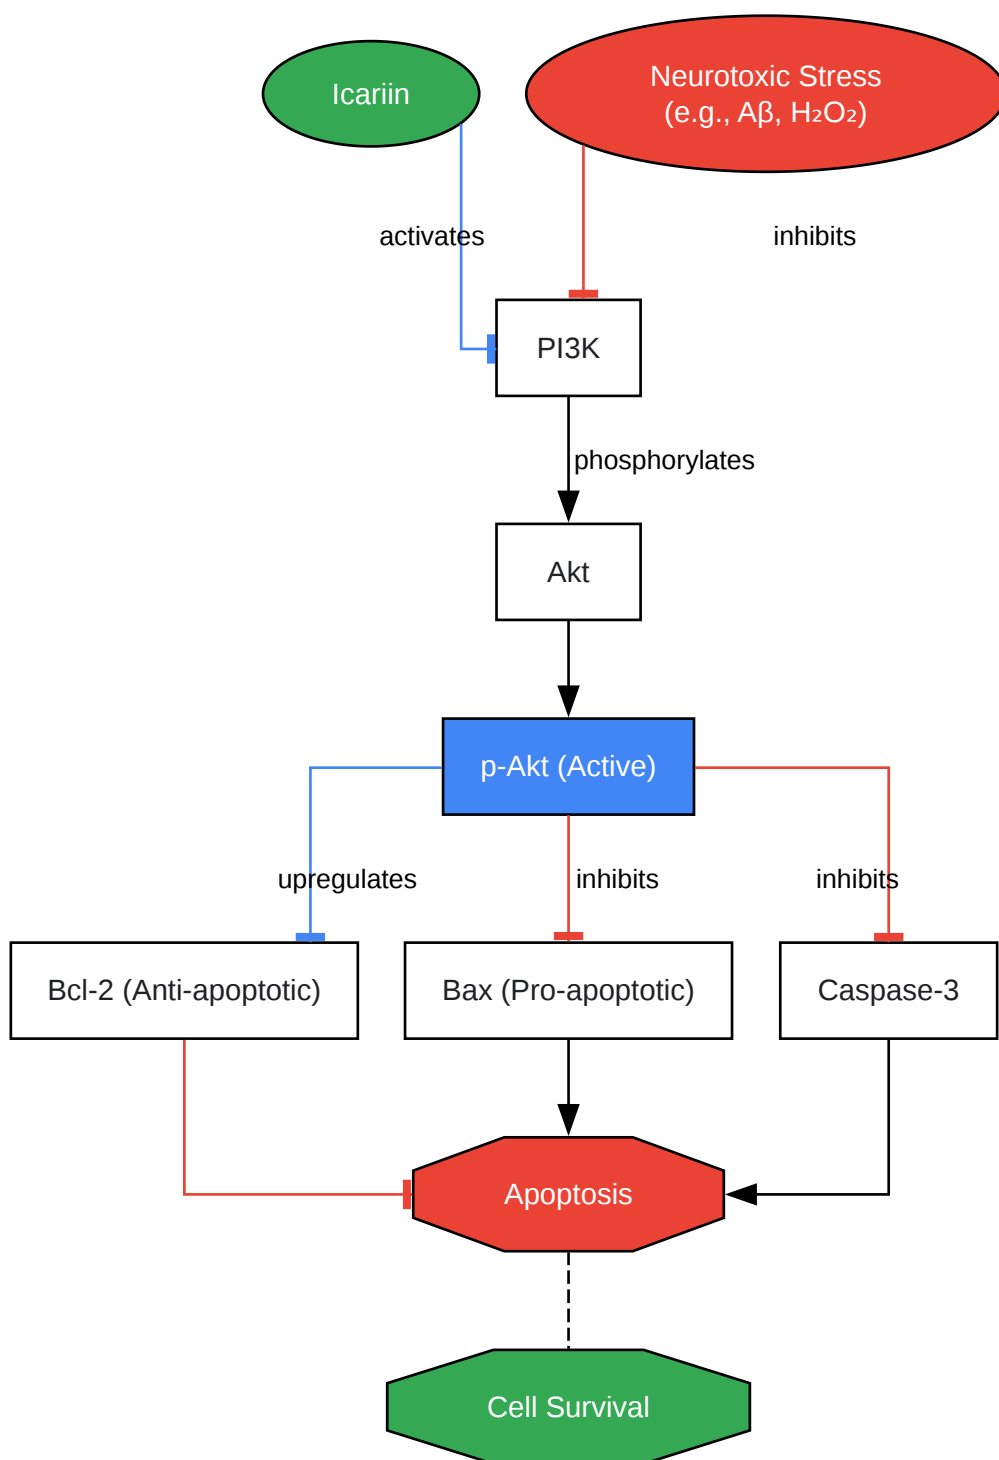 Icariin
Neurotoxic Stress
(e.g., Aβ, H₂O₂)
activates
inhibits
PI3K
phosphorylates
Akt
p-Akt (Active)
upregulates
inhibits
inhibits
Bcl-2 (Anti-apoptotic)
Bax (Pro-apoptotic)
Caspase-3
Apoptosis
Cell Survival